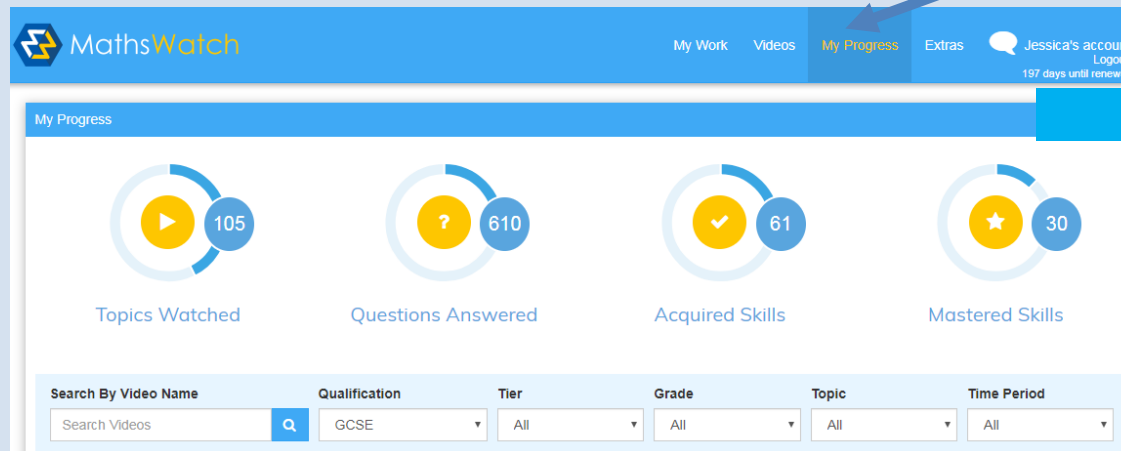 MathsWatch
My Work Videos My Progress Extras Jessica's accou
Logou
197 days until renew
My Progress
105 610 61 30
Topics Watched Questions Answered Acquired Skills Mastered Skills
Search By Video Name Qualification Tier Grade Topic Time Period
Search Videos GCSE All All All All